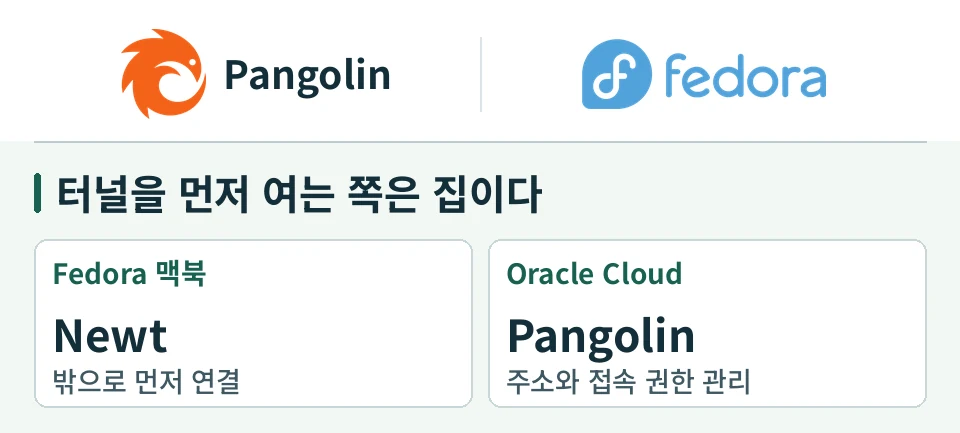 Pangolin
fedora
터널을 먼저 여는 쪽은 집이다
Fedora 맥북
Newt
밖으로 먼저 연결
Oracle Cloud
Pangolin
주소와 접속 권한 관리